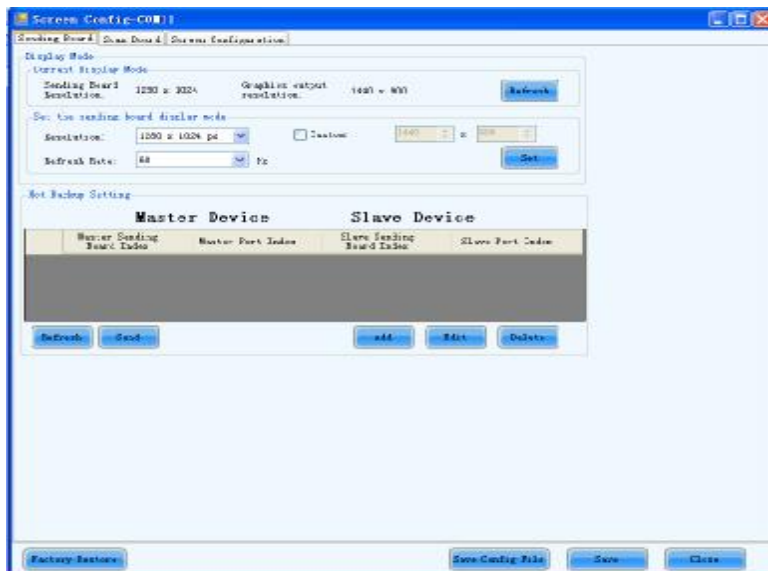 Screen Config-COM11
Sending Board Scan Board Screen Configuration
Display Mode
Current Display Mode
Sending Board Resolution: 1280 x 1024 Graphics output resolution: 1440 x 900 Refresh
Set the sending board display mode
Resolution: 1280 x 1024 px Custom 1440 x 900
Refresh Rate: 60 Hz Set
Hot Backup Setting
Master Device Slave Device
Master Sending Board Index Master Port Index Slave Sending Board Index Slave Port Index
Refresh Send add Edit Delete
Factory Restore Save Config File Save Close